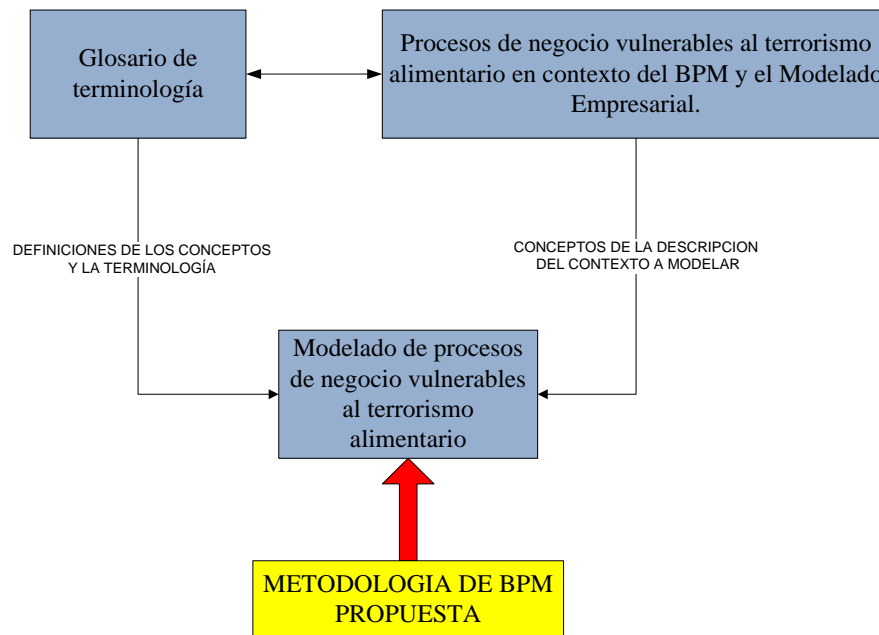 Glosario de
terminología
Procesos de negocio vulnerables al terrorismo
alimentario en contexto del BPM y el Modelado
Empresarial.
DEFINICIONES DE LOS CONCEPTOS
Y LA TERMINOLOGÍA
CONCEPTOS DE LA DESCRIPCION
DEL CONTEXTO A MODELAR
Modelado de procesos
de negocio vulnerables
al terrorismo
alimentario
METODOLOGIA DE BPM
PROPUESTA